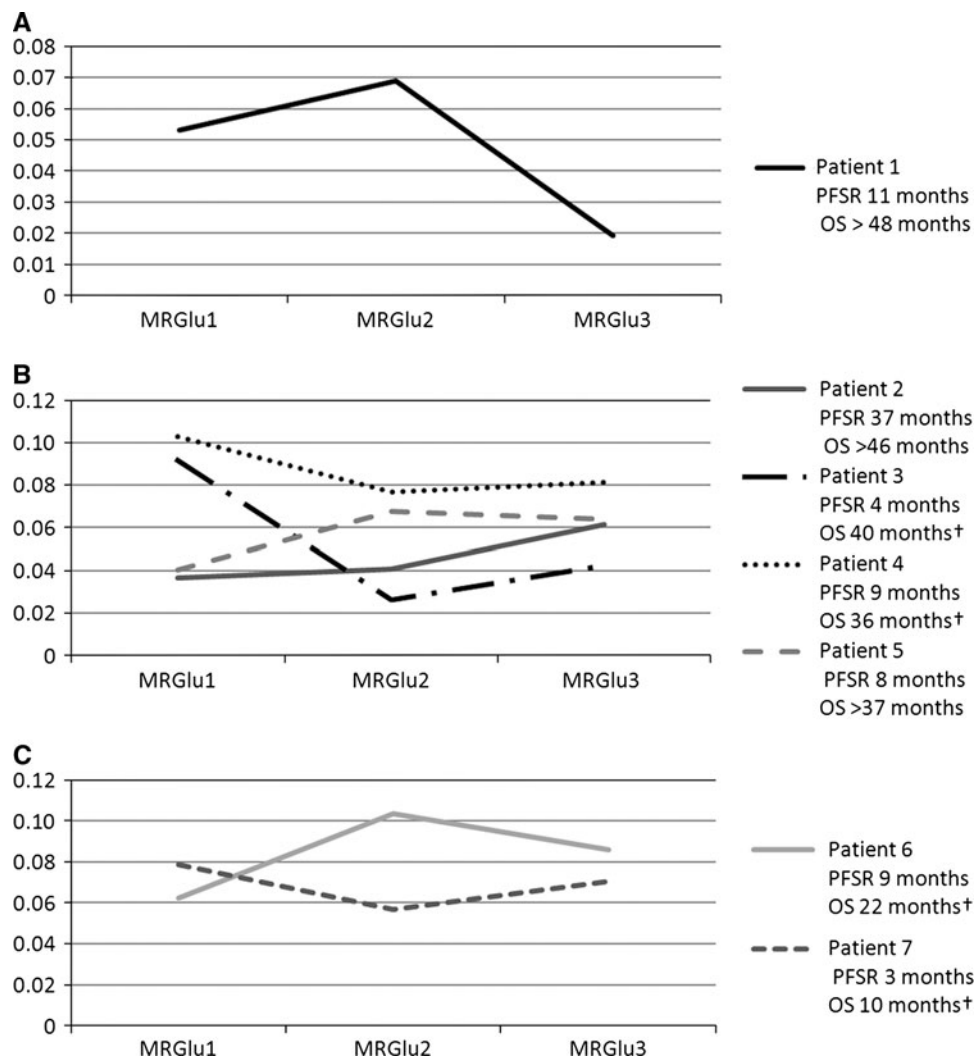 A
0.08
0.07
0.06
0.05
0.04
0.03
0.02
0.01
0
MRGlu1 MRGlu2 MRGlu3
Patient 1
PFSR 11 months
OS > 48 months
B
0.12
0.10
0.08
0.06
0.04
0.02
0
MRGlu1 MRGlu2 MRGlu3
Patient 2
PFSR 37 months
OS >46 months
Patient 3
PFSR 4 months
OS 40 months†
Patient 4
PFSR 9 months
OS 36 months†
Patient 5
PFSR 8 months
OS >37 months
C
0.12
0.10
0.08
0.06
0.04
0.02
0
MRGlu1 MRGlu2 MRGlu3
Patient 6
PFSR 9 months
OS 22 months†
Patient 7
PFSR 3 months
OS 10 months†